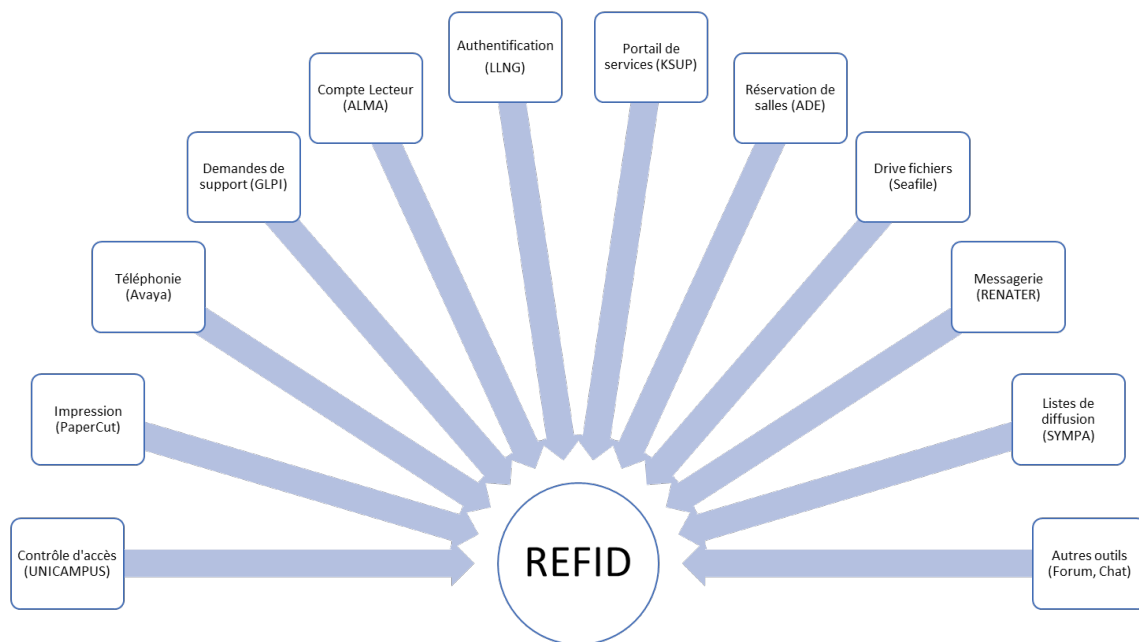 Authentification
(LLNG)
Portail de
services (KSUP)
Compte Lecteur
(ALMA)
Réservation de
salles (ADE)
Demandes de
support (GLPI)
Drive fichiers
(Seafile)
Téléphonie
(Avaya)
Messagerie
(RENATER)
Impression
(PaperCut)
Listes de
diffusion
(SYMPA)
Contrôle d'accès
(UNICAMPUS)
REFID
Autres outils
(Forum, Chat)